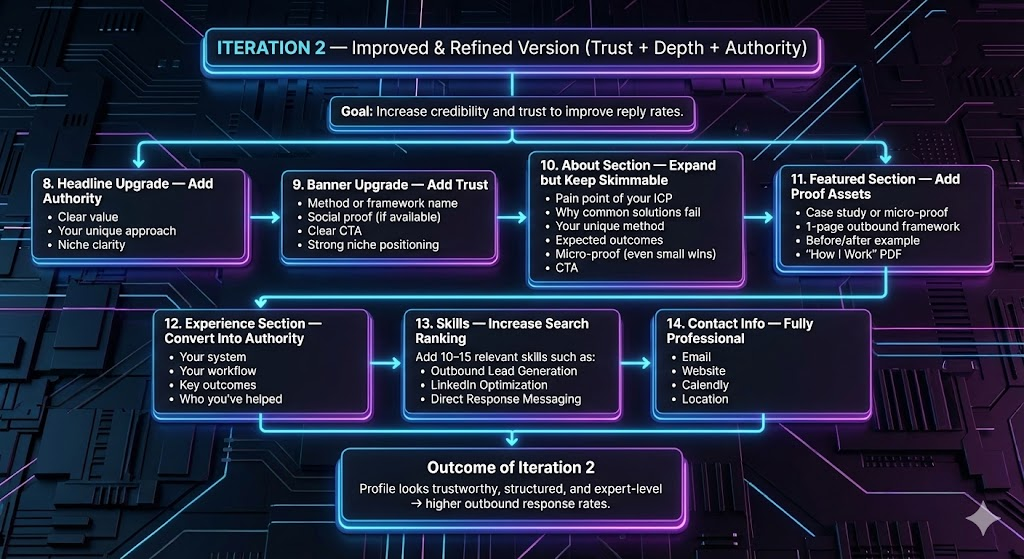 ITERATION 2 — Improved & Refined Version (Trust + Depth + Authority)
Goal: Increase credibility and trust to improve reply rates.
8. Headline Upgrade — Add
Authority
• Clear value
• Your unique approach
• Niche clarity
9. Banner Upgrade — Add Trust
• Method or framework name
• Social proof (if available)
• Clear CTA
• Strong niche positioning
10. About Section — Expand
but Keep Skimmable
• Pain point of your ICP
• Why common solutions fail
• Your unique method
• Expected outcomes
• Micro-proof (even small wins)
• CTA
11. Featured Section — Add
Proof Assets
• Case study or micro-proof
• 1-page outbound framework
• Before/after example
• "How I Work" PDF
12. Experience Section —
Convert Into Authority
• Your system
• Your workflow
• Key outcomes
• Who you've helped
13. Skills — Increase Search
Ranking
Add 10–15 relevant skills such as:
• Outbound Lead Generation
• LinkedIn Optimization
• Direct Response Messaging
14. Contact Info — Fully
Professional
• Email
• Website
• Calendly
• Location
Outcome of Iteration 2
Profile looks trustworthy, structured, and expert-level
→ higher outbound response rates.